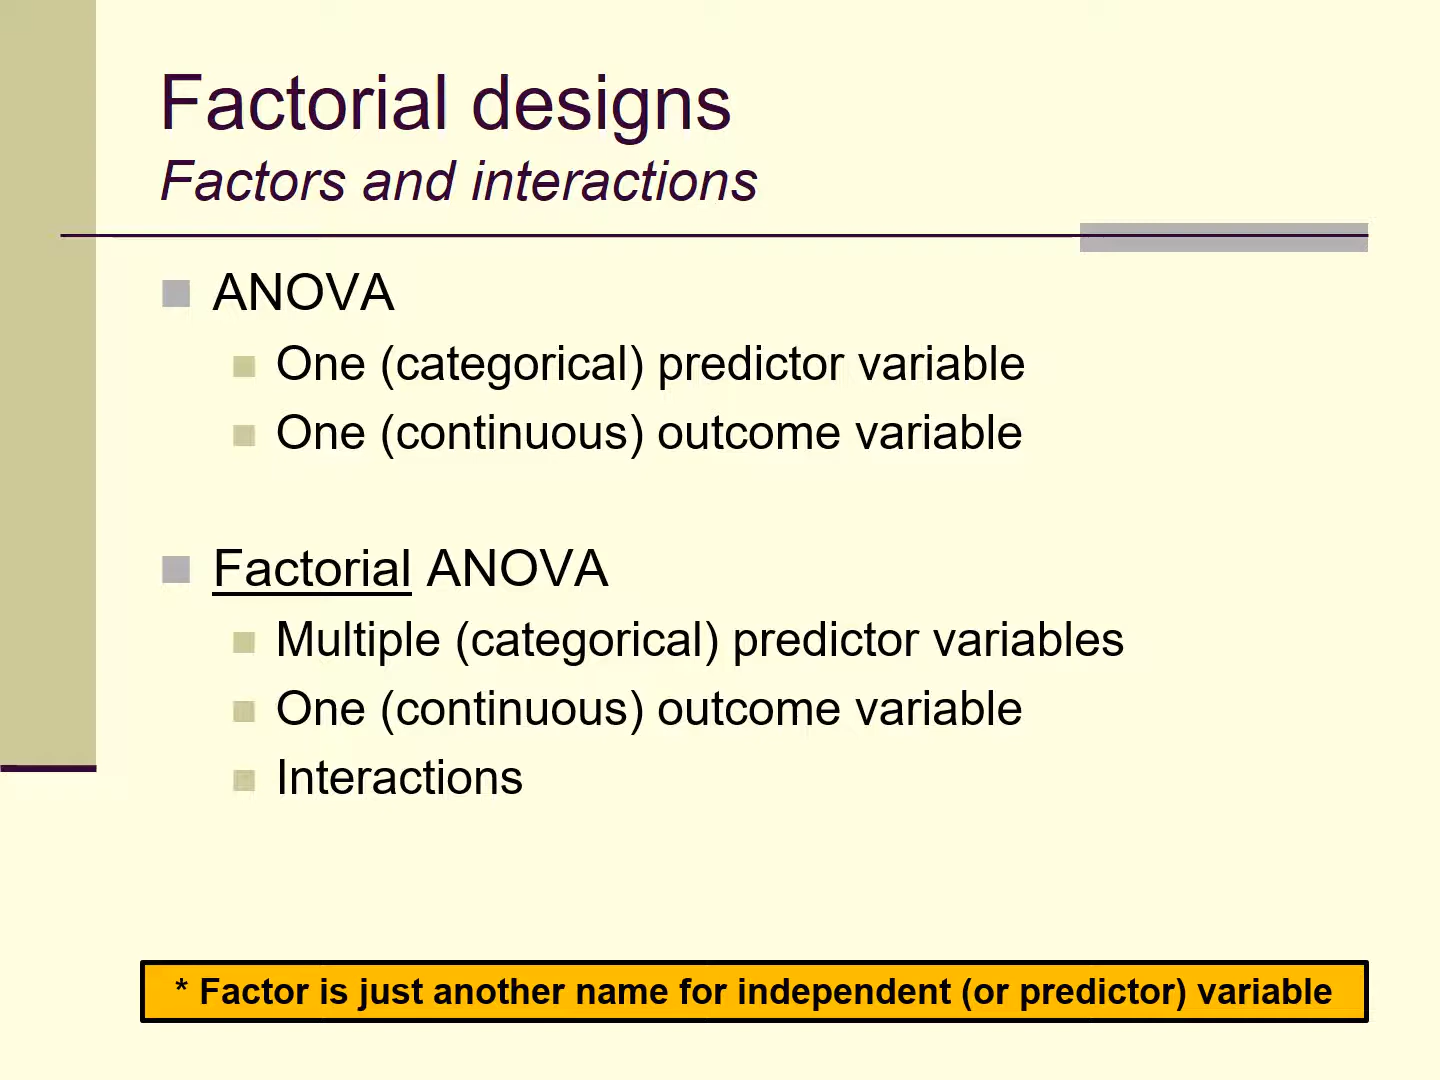 Factorial designs
Factors and interactions
ANOVA
One (categorical) predictor variable
One (continuous) outcome variable
Factorial ANOVA
Multiple (categorical) predictor variables
One (continuous) outcome variable
Interactions
* Factor is just another name for independent (or predictor) variable